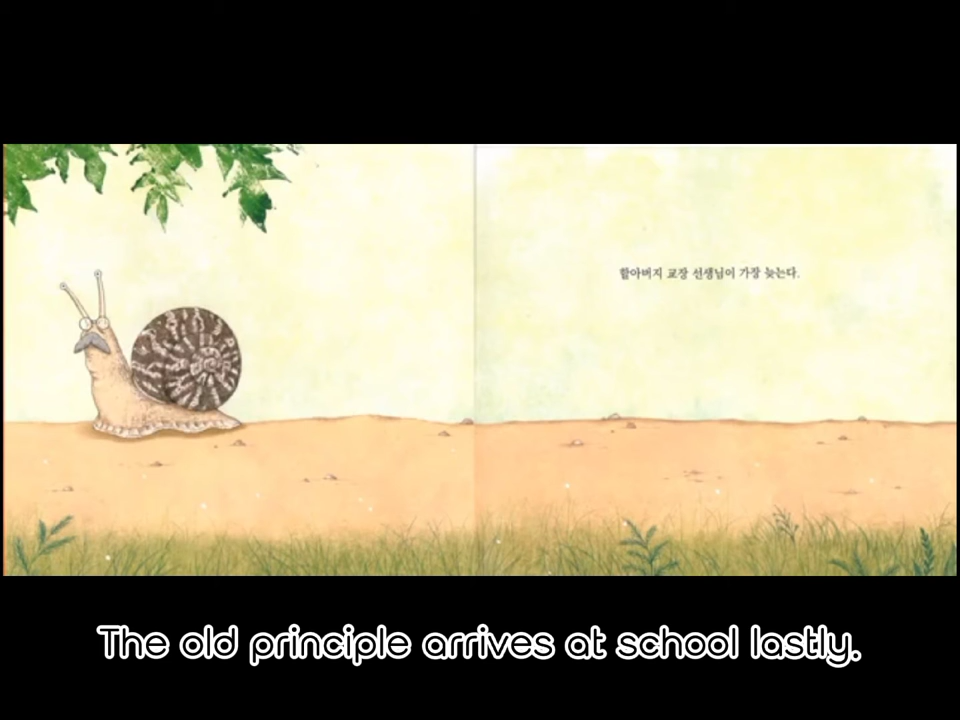 할아버지 교장 선생님이 가장 늦는다.
The old principle arrives at school lastly.